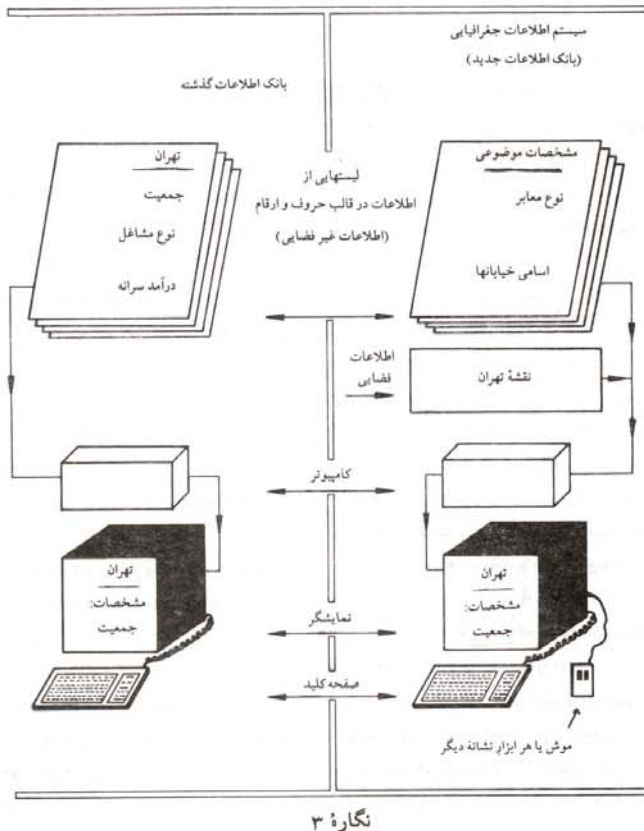 سیستم اطلاعات جغرافیایی
(بانک اطلاعات جدید)
بانک اطلاعات گذشته
مشخصات موضوعی
نوع معابر
اسامی خیابانها
لیستهایی از
اطلاعات در قالب حروف و ارقام
(اطلاعات غیر فضایی)
تهران
جمعیت
نوع مشاغل
درآمد سرانه
نقشهٔ تهران
اطلاعات
فضایی
کامپیوتر
تهران
مشخصات:
جمعیت
نمایشگر
تهران
مشخصات:
جمعیت
صفحه کلید
موش یا هر ابزار نشانهٔ دیگر
نگارهٔ ۳